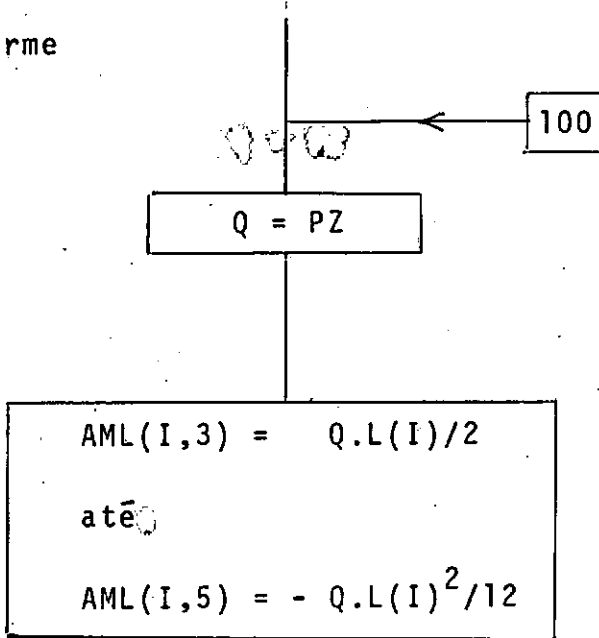 rme
100
Q = PZ
AML(I,3) = Q.L(I)/2
até
AML(I,5) = - Q.L(I)²/12